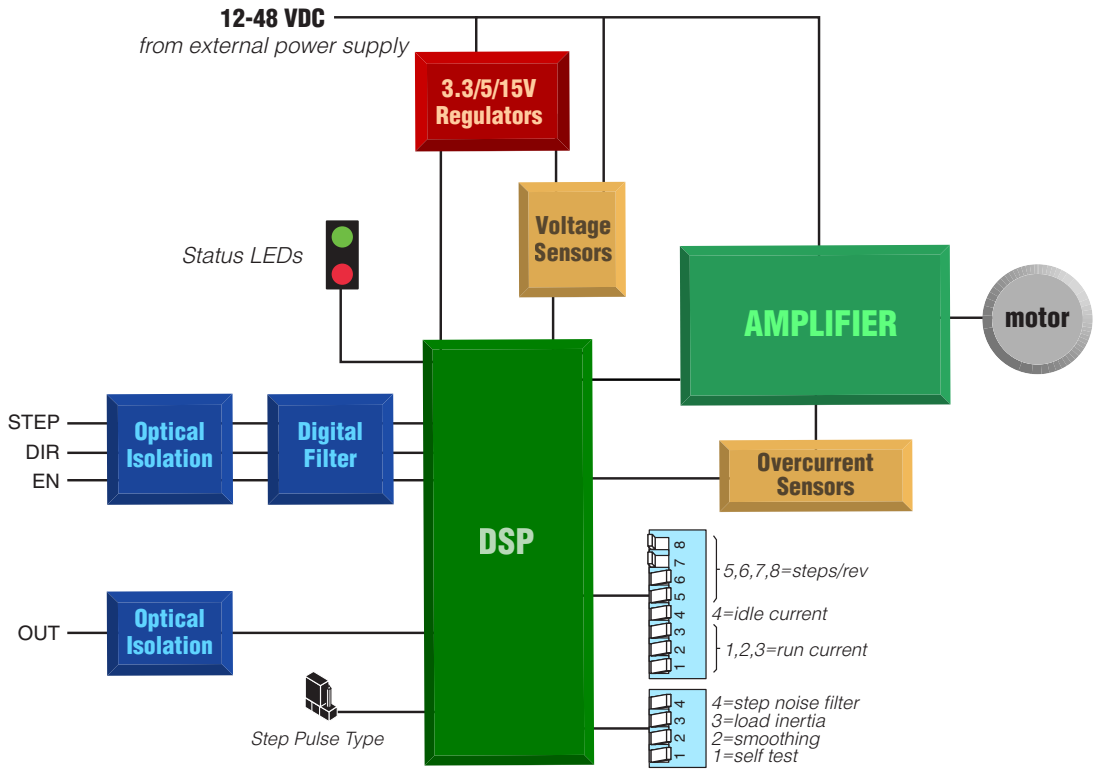 12-48 VDC
from external power supply
3.3/5/15V
Regulators
Voltage
Sensors
Status LEDs
AMPLIFIER
motor
STEP
DIR
EN
Optical
Isolation
Digital
Filter
Overcurrent
Sensors
DSP
8
7
6
5
4
3
2
1
5,6,7,8=steps/rev
4=idle current
1,2,3=run current
OUT
Optical
Isolation
Step Pulse Type
4
3
2
1
4=step noise filter
3=load inertia
2=smoothing
1=self test